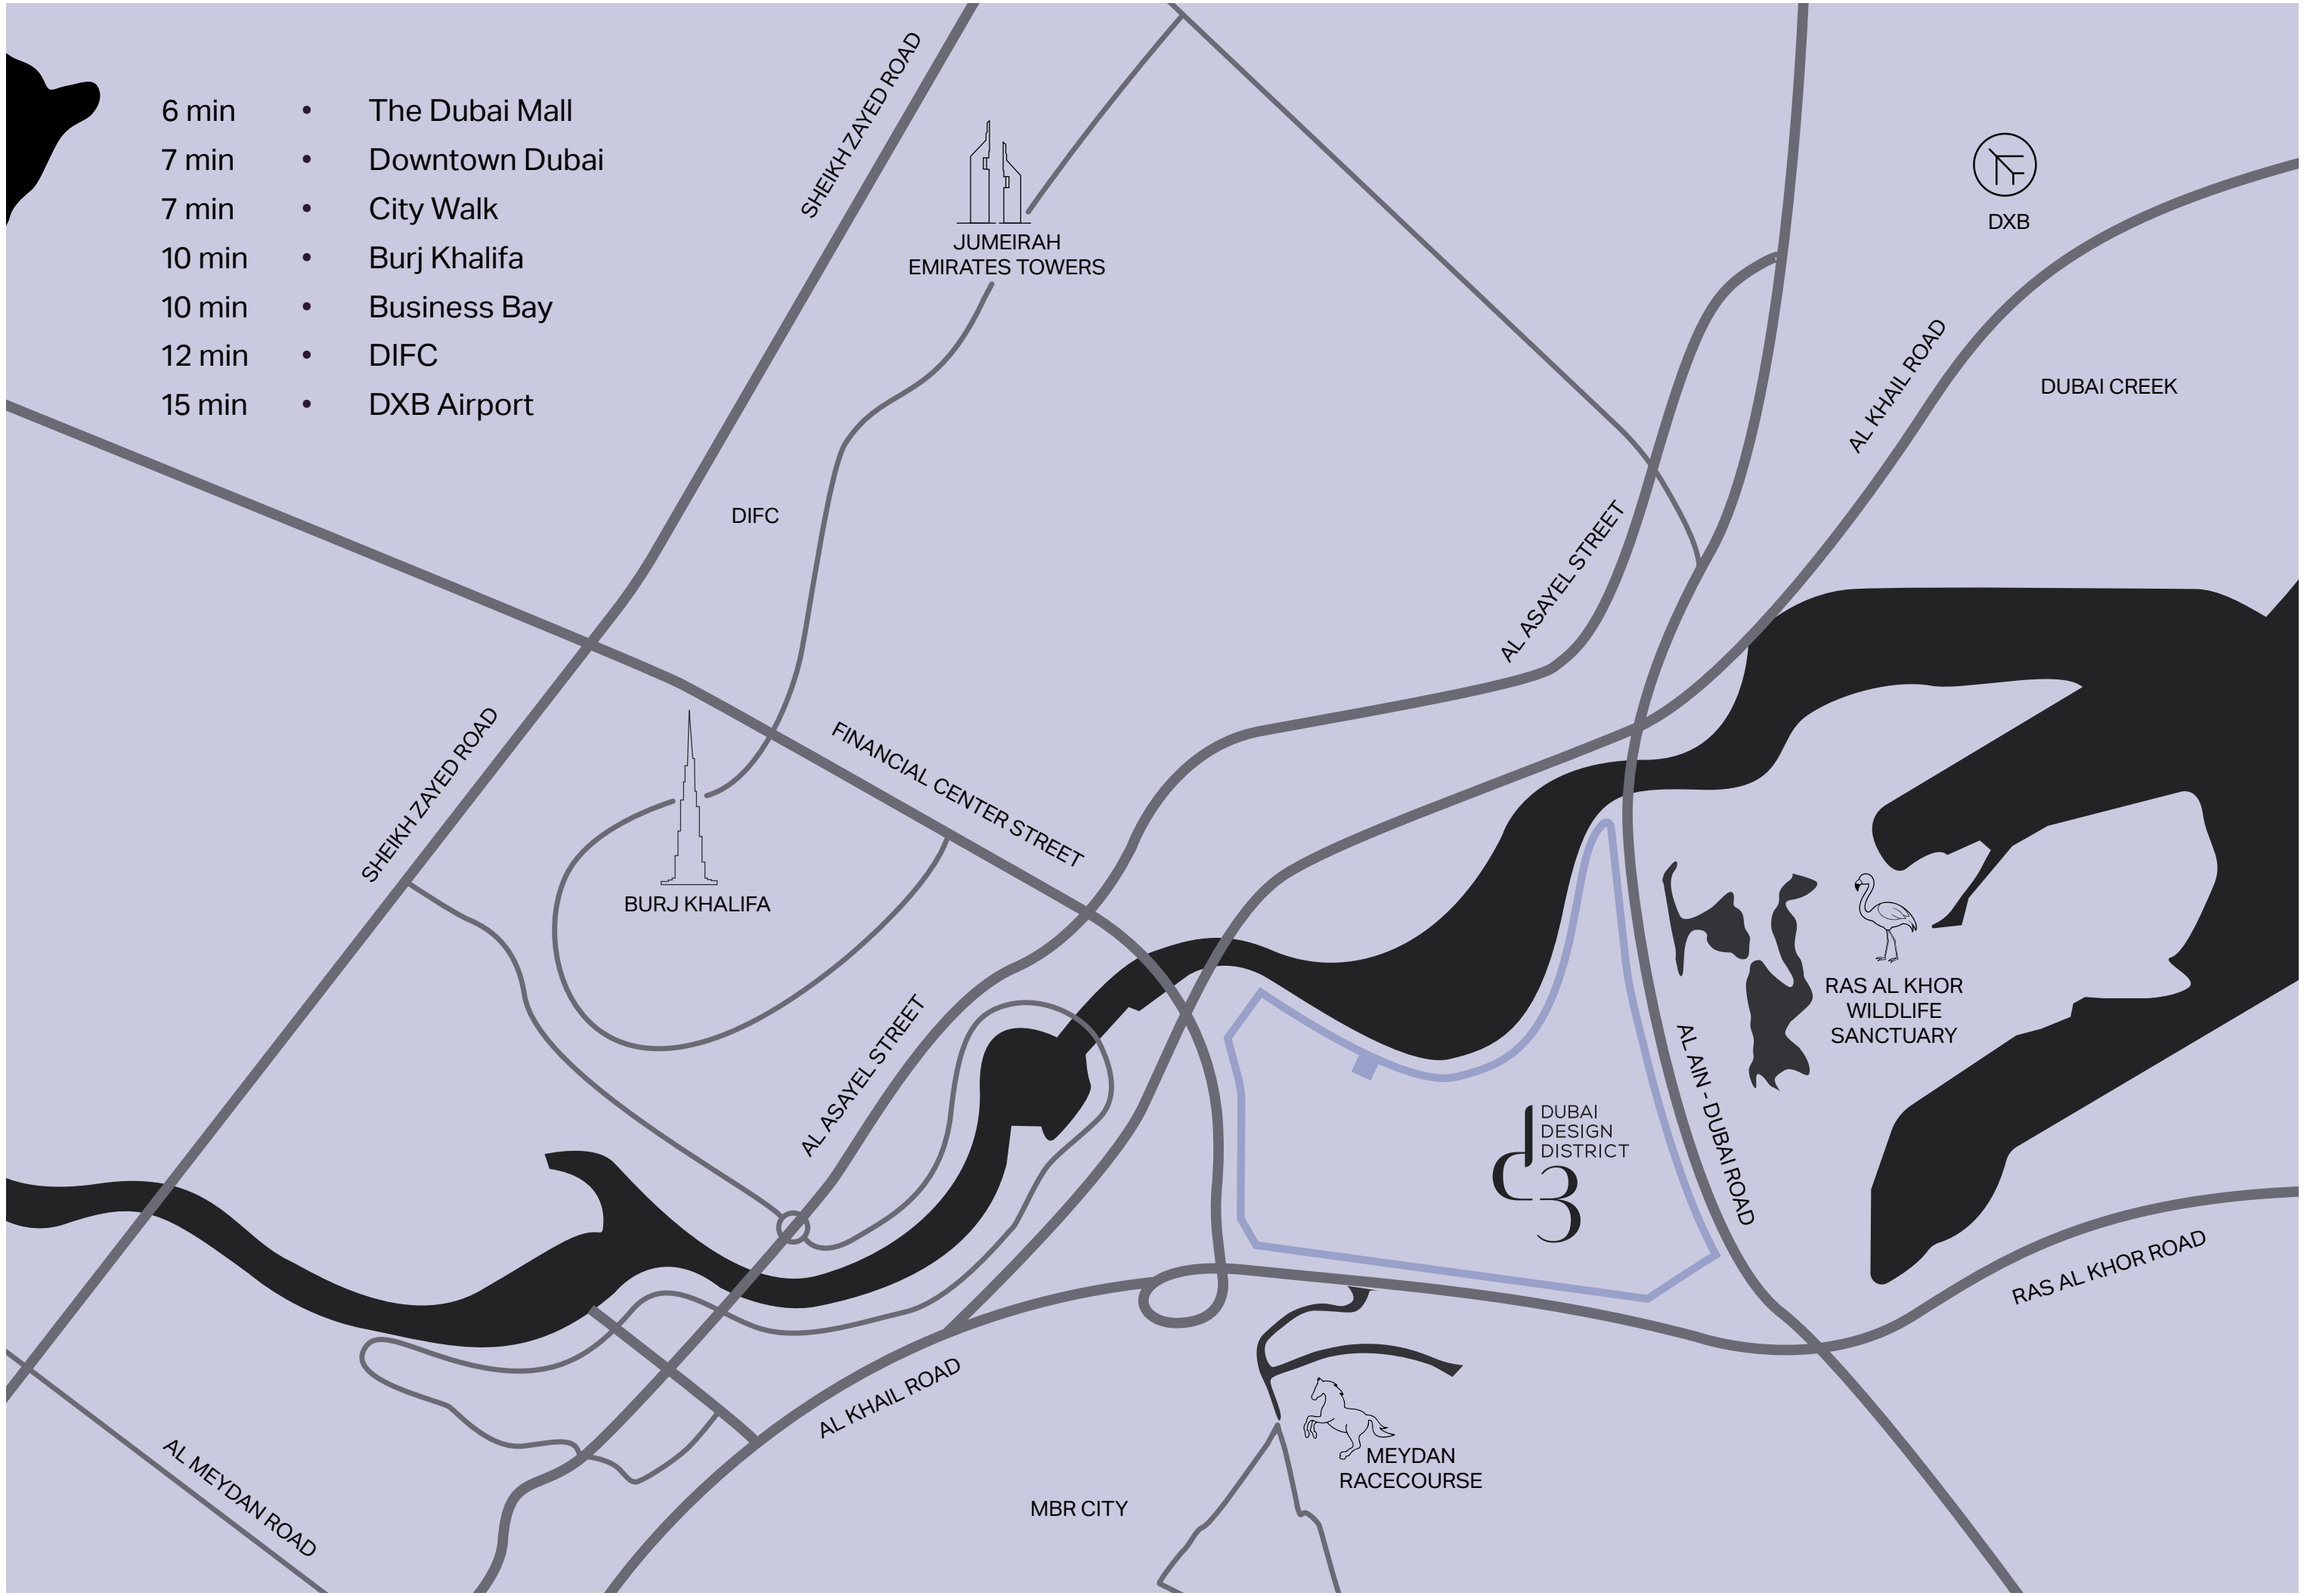 6 min • The Dubai Mall
7 min • Downtown Dubai
7 min • City Walk
10 min • Burj Khalifa
10 min • Business Bay
12 min • DIFC
15 min • DXB Airport
SHEIKH ZAYED ROAD
JUMEIRAH
EMIRATES TOWERS
DXB
AL KHAIL ROAD
DUBAI CREEK
DIFC
AL ASAYEL STREET
SHEIKH ZAYED ROAD
FINANCIAL CENTER STREET
BURJ KHALIFA
RAS AL KHOR
WILDLIFE
SANCTUARY
AL ASAYEL STREET
AL AIN - DUBAI ROAD
DUBAI
DESIGN
DISTRICT
d3
RAS AL KHOR ROAD
AL KHAIL ROAD
AL MEYDAN ROAD
MEYDAN
RACECOURSE
MBR CITY